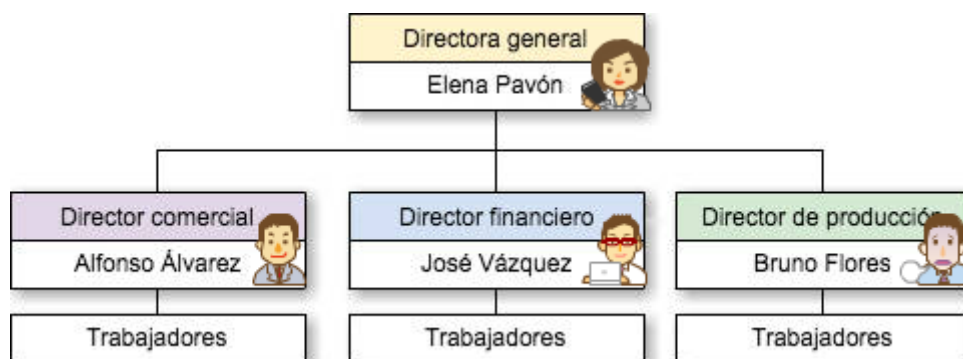 Directora general
Elena Pavón
Director comercial
Alfonso Álvarez
Director financiero
José Vázquez
Director de producción
Bruno Flores
Trabajadores
Trabajadores
Trabajadores